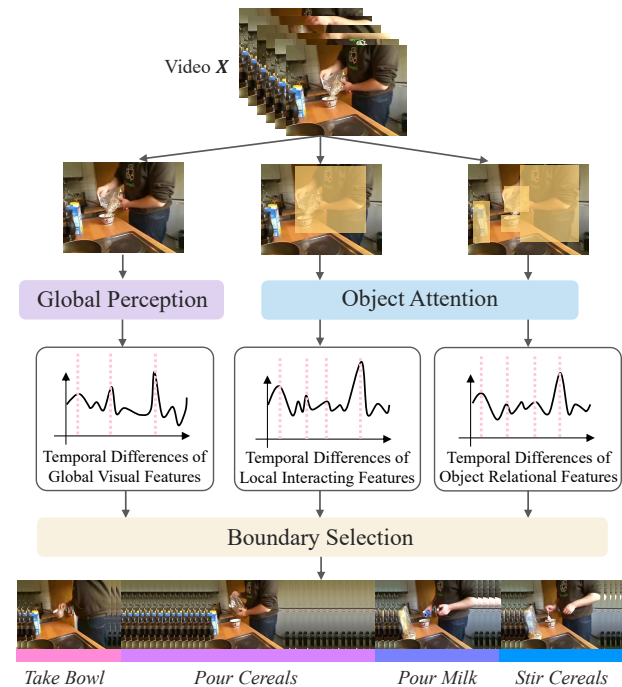 Video X
Global Perception
Object Attention
Temporal Differences of
Global Visual Features
Temporal Differences of
Local Interacting Features
Temporal Differences of
Object Relational Features
Boundary Selection
Take Bowl
Pour Cereals
Pour Milk
Stir Cereals